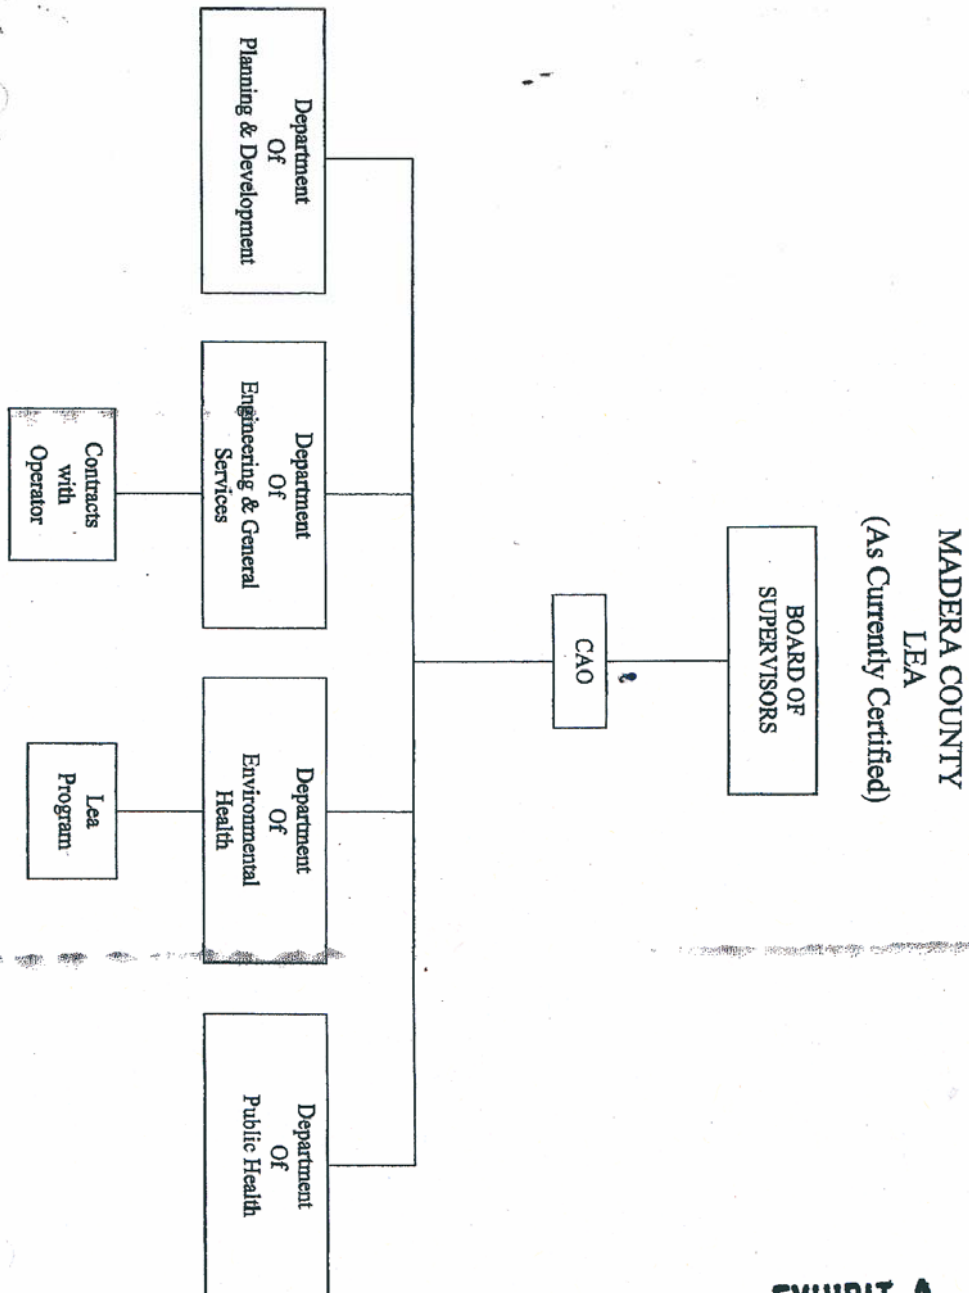 MADERA COUNTY
LEA
(As Currently Certified)
BOARD OF
SUPERVISORS
CAO
Department
Of
Planning & Development
Department
Of
Engineering & General
Services
Department
Of
Environmental
Health
Department
Of
Public Health
Contracts
with
Operator
Lea
Program
EXHIBIT A